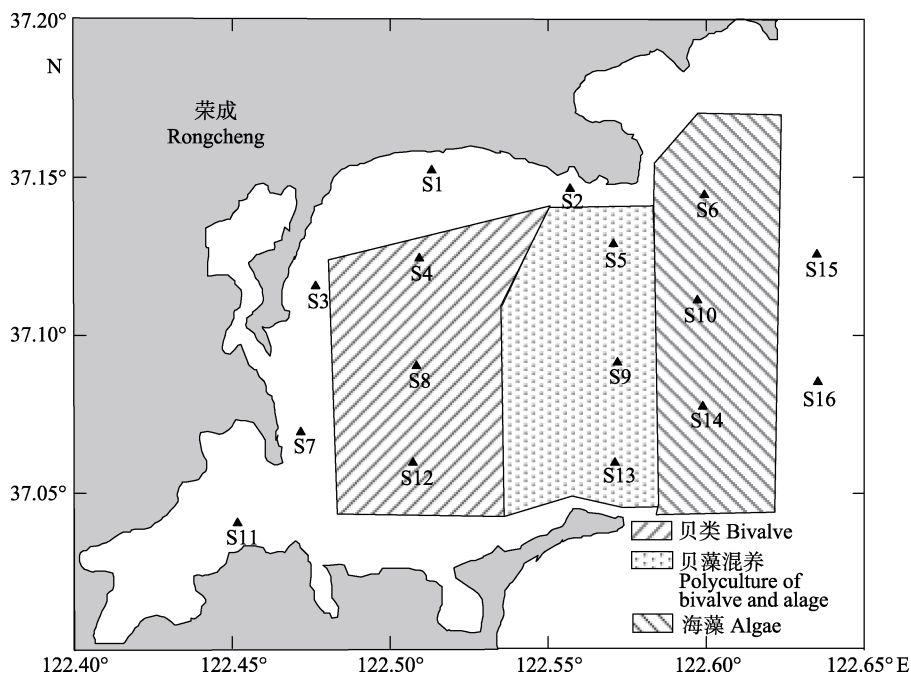 37.20°
N
荣成
Rongcheng
37.15°
S1
S2
S6
S4
S5
S15
S3
S10
37.10°
S8
S9
S16
S14
S7
S12
S13
37.05°
S11
贝类 Bivalve
贝藻混养
Polyculture of
bivalve and alage
海藻 Algae
122.40° 122.45° 122.50° 122.55° 122.60° 122.65° E